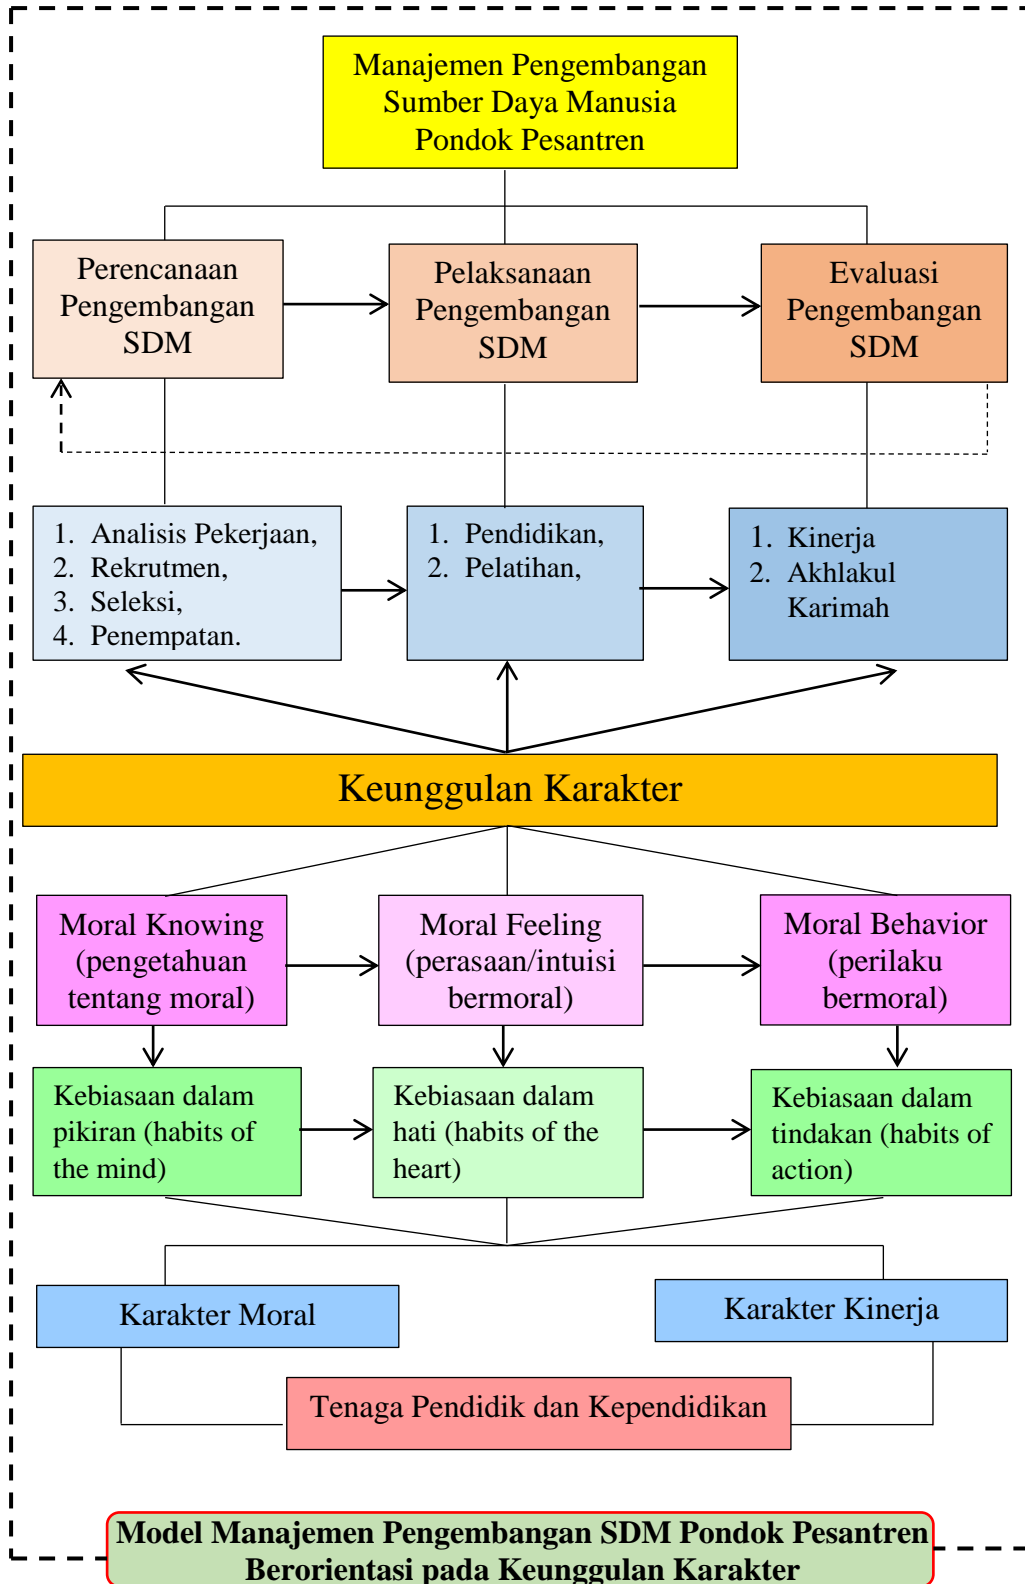 Manajemen Pengembangan
Sumber Daya Manusia
Pondok Pesantren
Perencanaan
Pengembangan
SDM
Pelaksanaan
Pengembangan
SDM
Evaluasi
Pengembangan
SDM
1. Analisis Pekerjaan,
2. Rekrutmen,
3. Seleksi,
4. Penempatan.
1. Pendidikan,
2. Pelatihan,
1. Kinerja
2. Akhlakul
Karimah
Keunggulan Karakter
Moral Knowing
(pengetahuan
tentang moral)
Moral Feeling
(perasaan/intuisi
bermoral)
Moral Behavior
(perilaku
bermoral)
Kebiasaan dalam
pikiran (habits of
the mind)
Kebiasaan dalam
hati (habits of the
heart)
Kebiasaan dalam
tindakan (habits of
action)
Karakter Moral
Karakter Kinerja
Tenaga Pendidik dan Kependidikan
Model Manajemen Pengembangan SDM Pondok Pesantren
Berorientasi pada Keunggulan Karakter